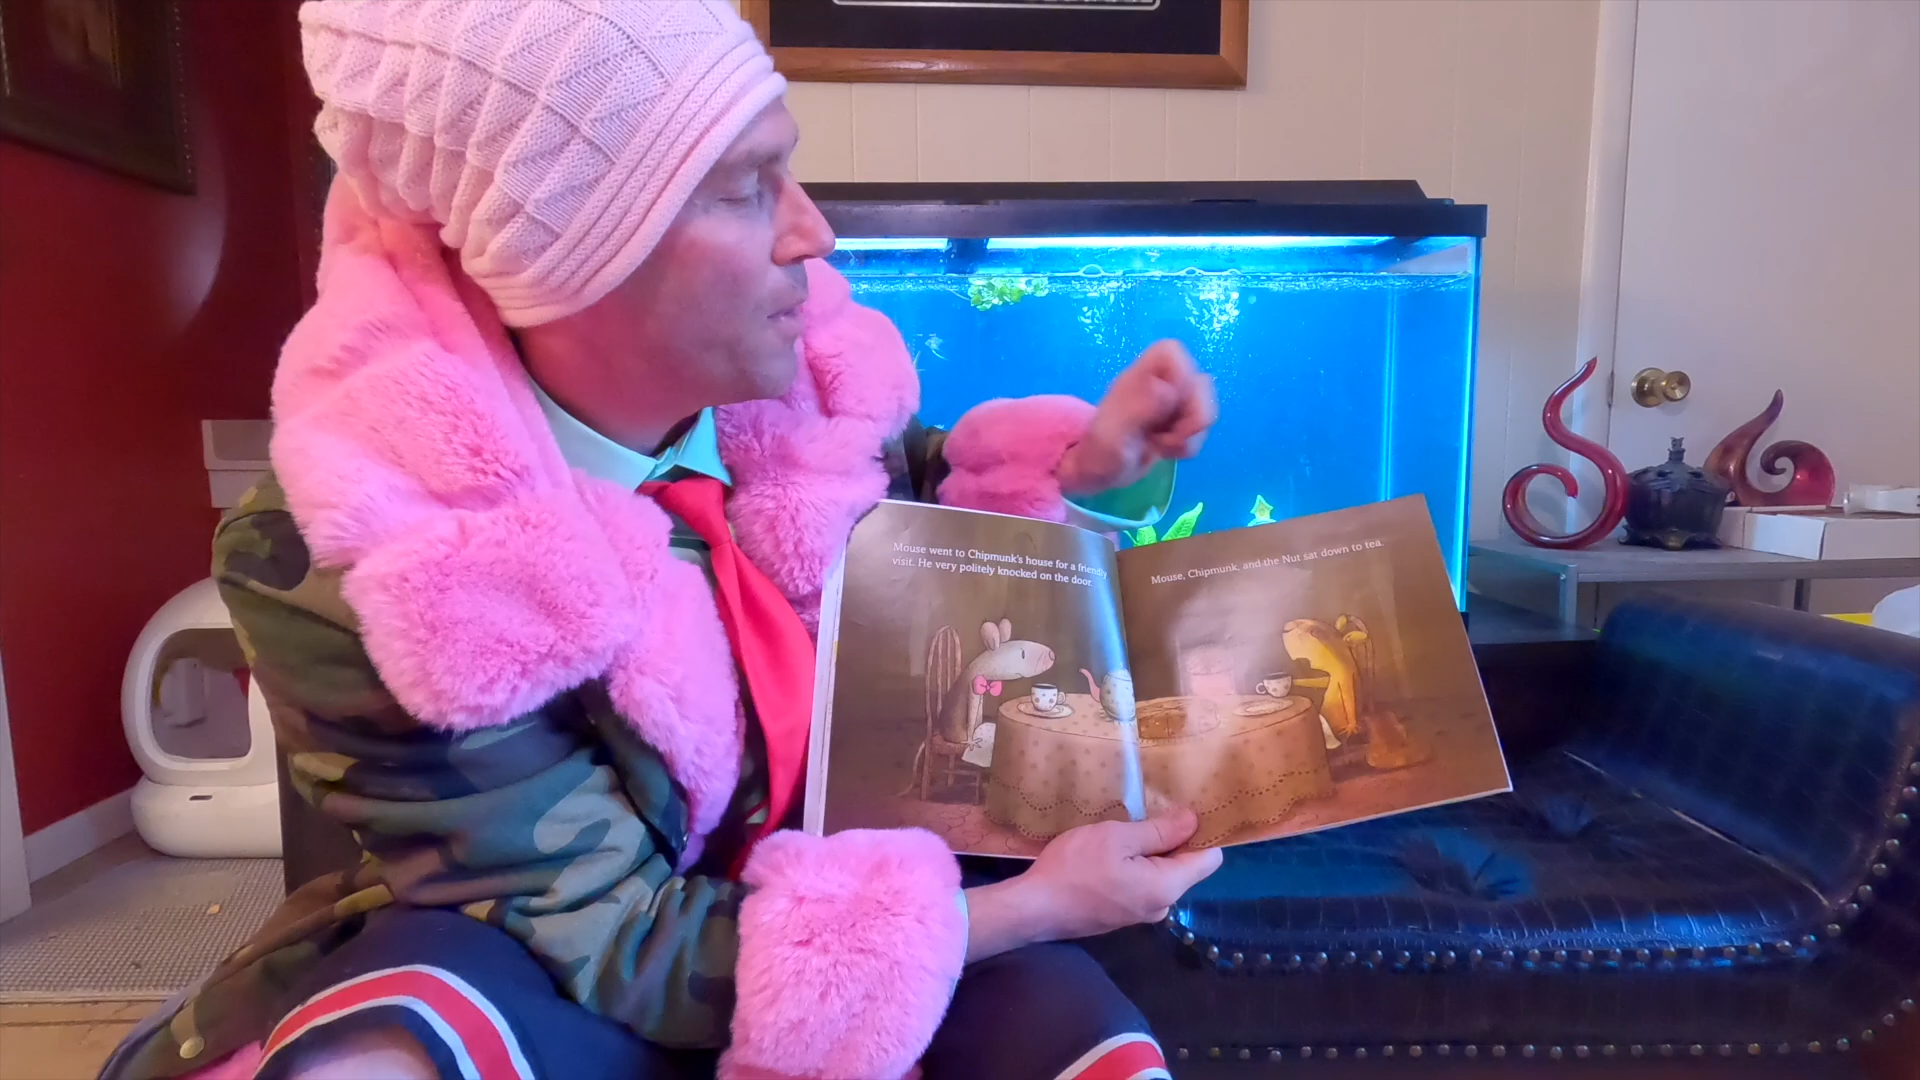 Mouse went to Chipmunk's house for a friendly
visit. He very politely knocked on the door.
Mouse, Chipmunk, and the Nut sat down to tea.